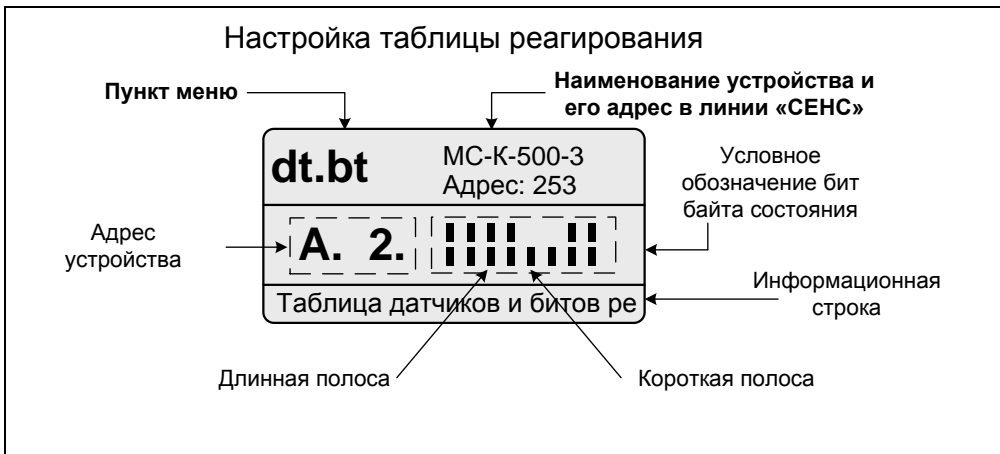 Настройка таблицы реагирования
Пункт меню
Наименование устройства и
его адрес в линии «СЕНС»
dt.bt
МС-К-500-3
Адрес: 253
Условное
обозначение бит
байта состояния
Адрес
устройства
А. 2.
Информационная
строка
Таблица датчиков и битов ре
Длинная полоса
Короткая полоса